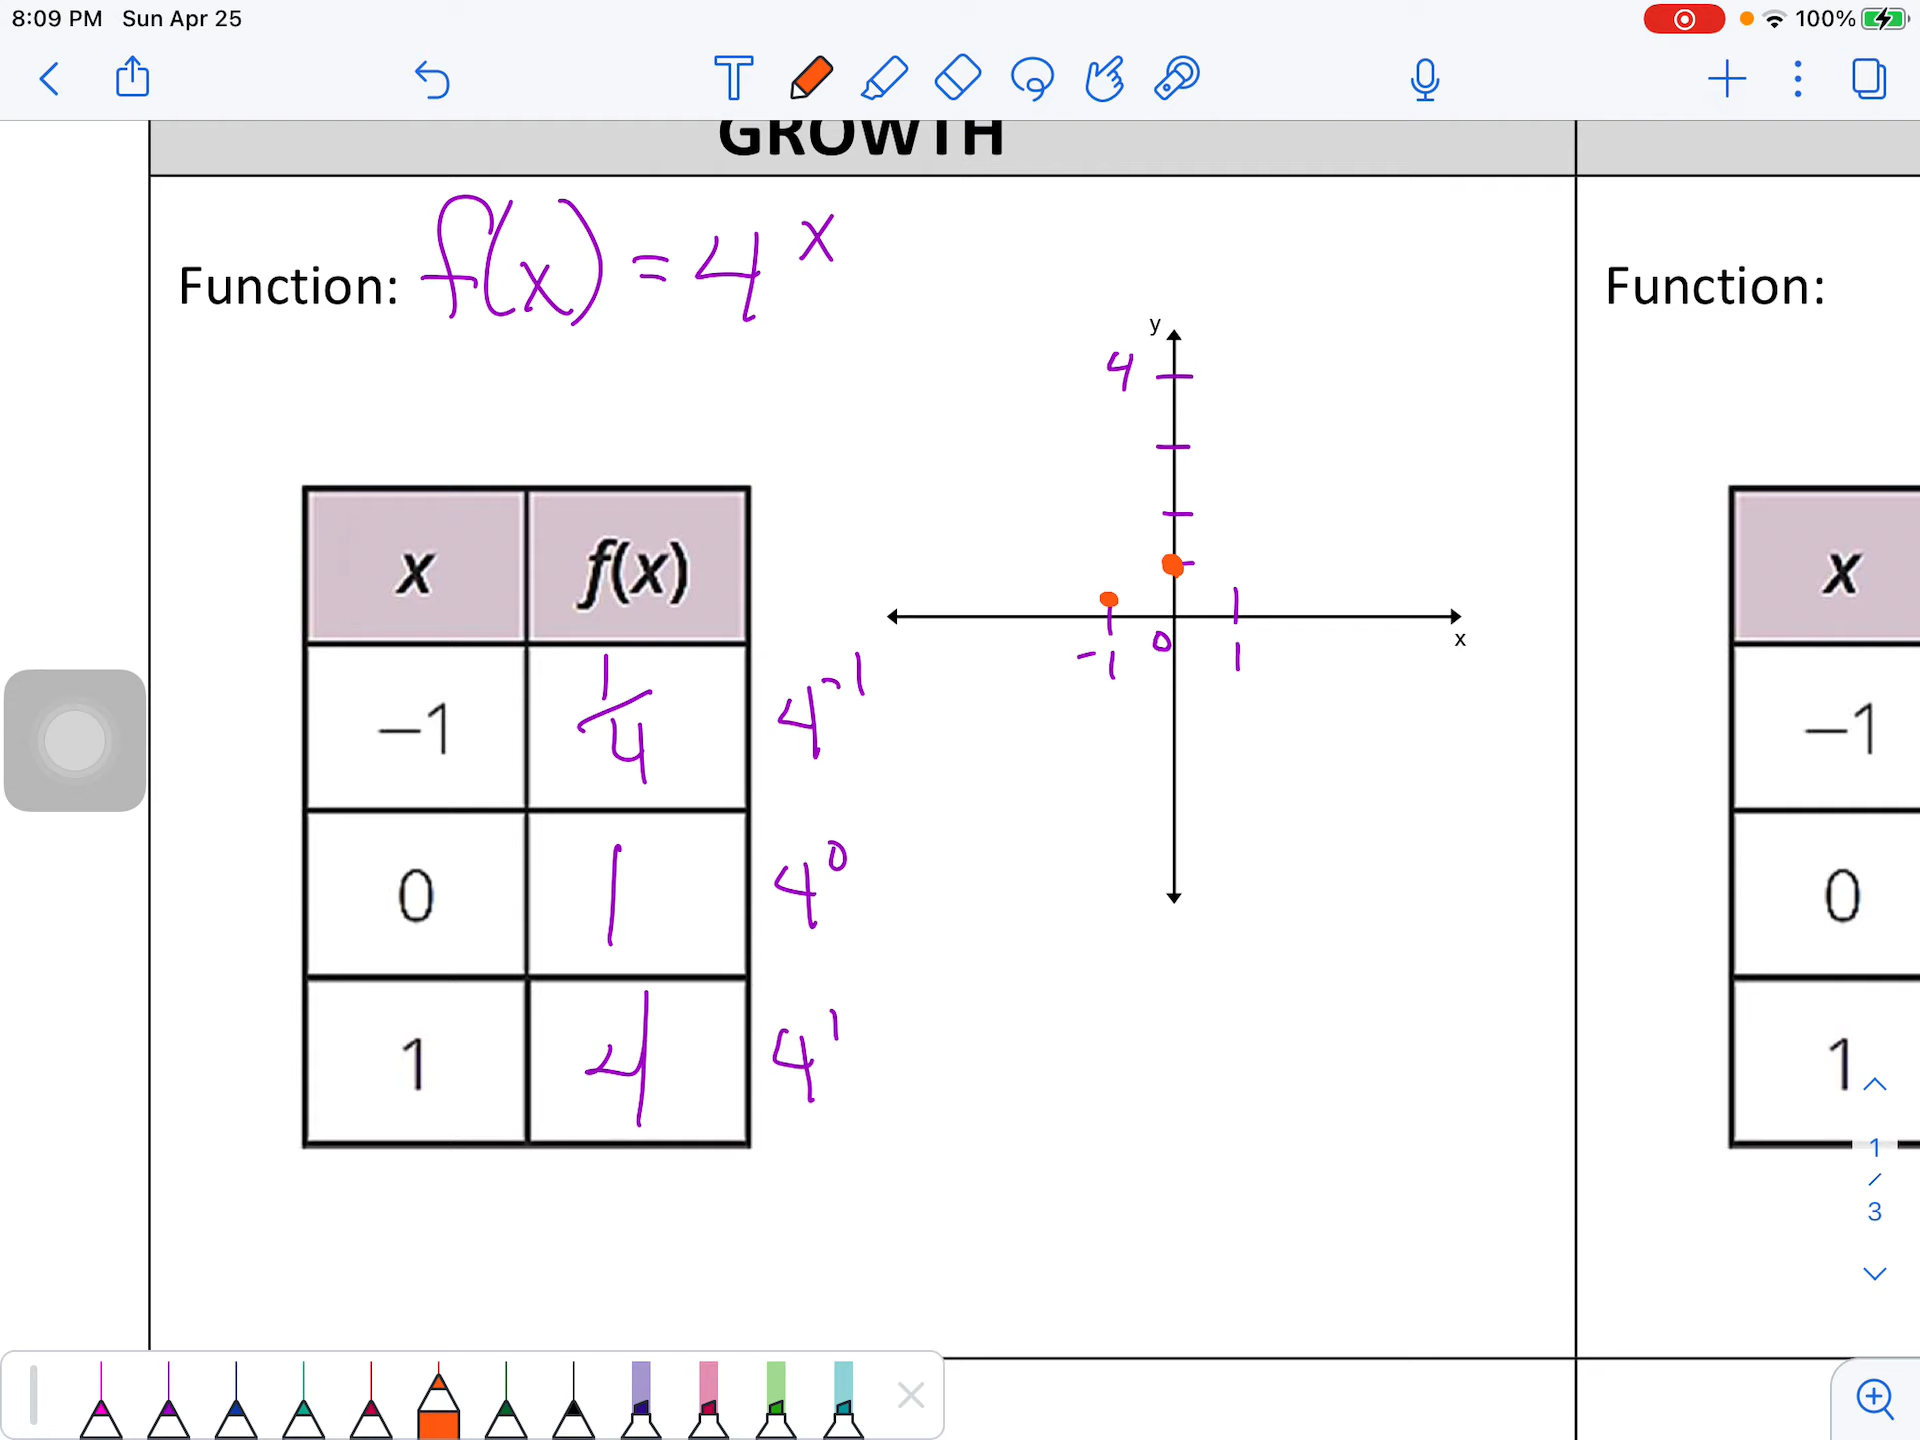 8:09 PM Sun Apr 25 100%
GROWTH
Function: f(x) = 4^x
Function:
y
4
x f(x)
x
-1 0 1
x
–1 1/4 4^-1
–1
0 1 4^0
0
1 4 4^1
1
1
/
3